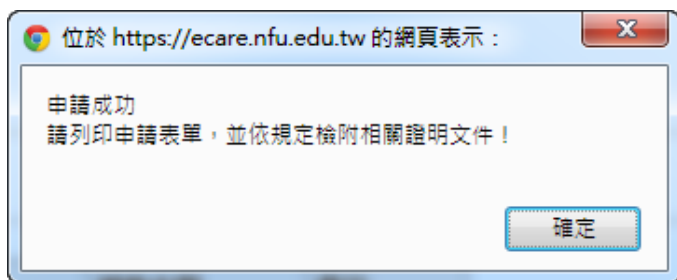 位於 https://ecare.nfu.edu.tw 的網頁表示：
申請成功
請列印申請表單，並依規定檢附相關證明文件！
確定